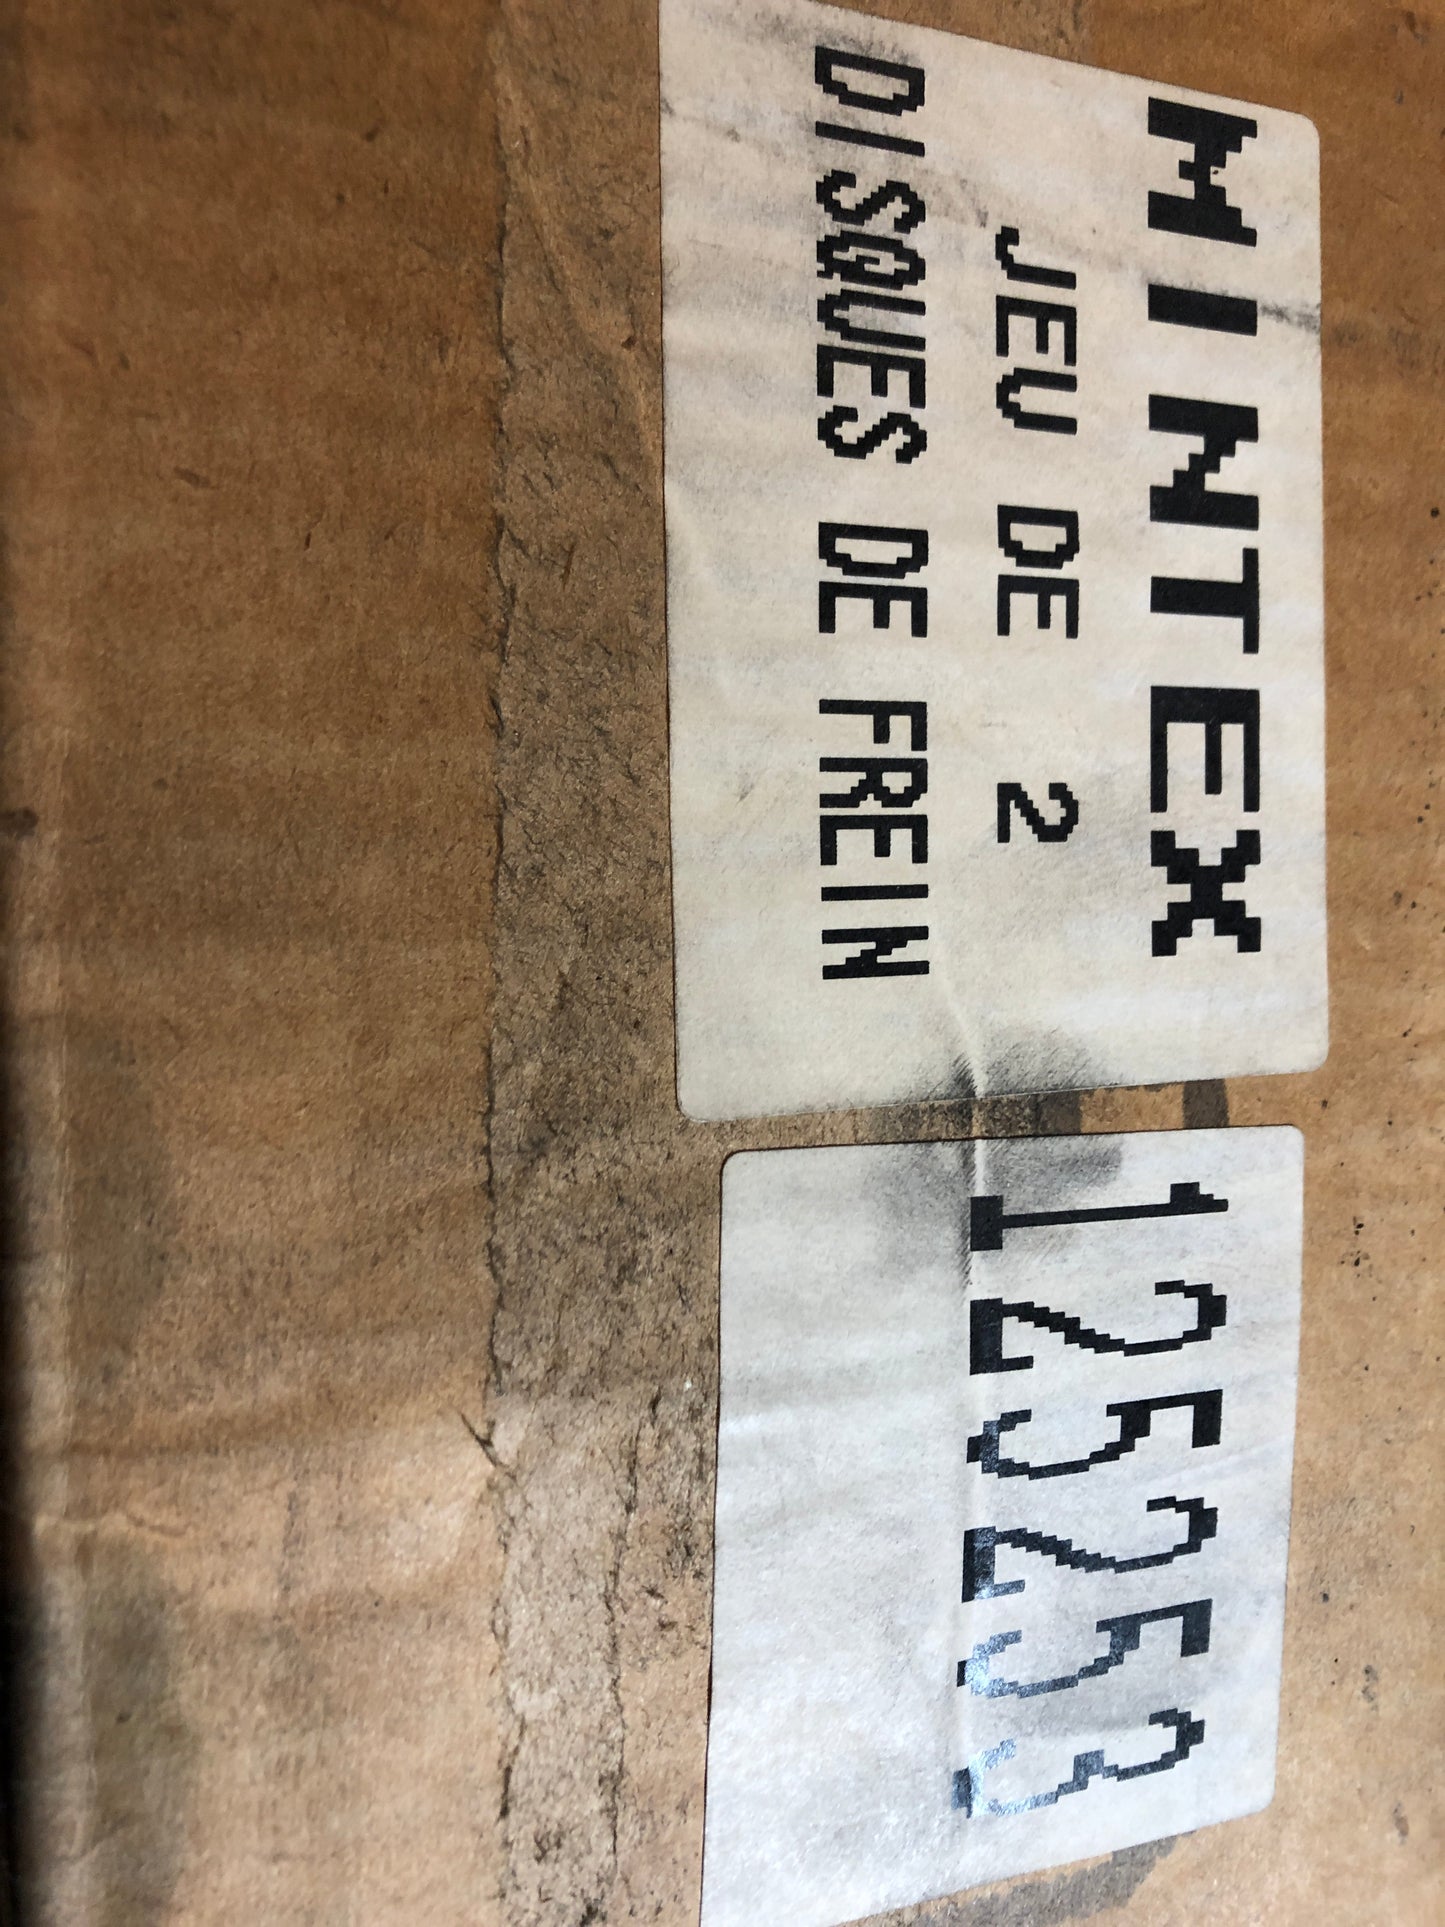 MINTEX
JEU DE 2
DISQUES DE FREIN
125253